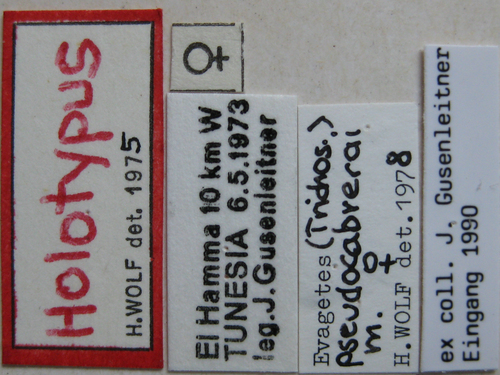 Holotypus
H.WOLF det. 1975
♀
El Hamma 10 km W
TUNESIA 6.5.1973
leg.J.Gusenleitner
Evagetes (Trichos.,)
pseudocabrerai
m. ♀
H. WOLF det. 1978
ex coll. J. Gusenleitner
Eingang 1990